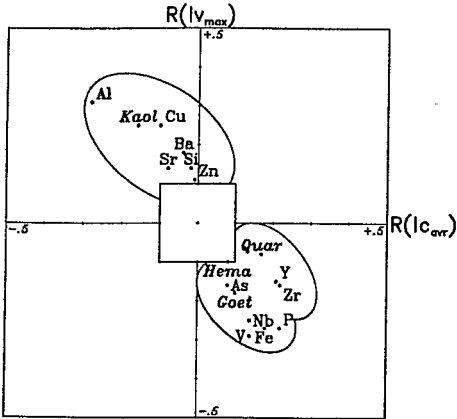 R(Iv_max)
+.5
Al
Kaol Cu
Ba
Sr Si
Zn
-.5 +.5 R(Ic_avr)
Quar
Hema Y
As Zr
Goet
Nb P
V Fe
-.5